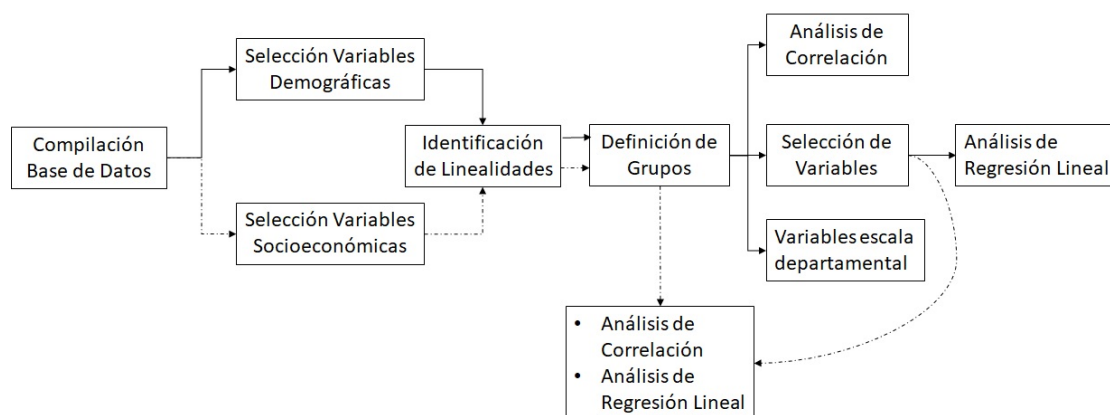 Compilación
Base de Datos
Selección Variables
Demográficas
Selección Variables
Socioeconómicas
Identificación
de Linealidades
Definición de
Grupos
Análisis de
Correlación
Selección de
Variables
Análisis de
Regresión Lineal
Variables escala
departamental
• Análisis de
Correlación
• Análisis de
Regresión Lineal